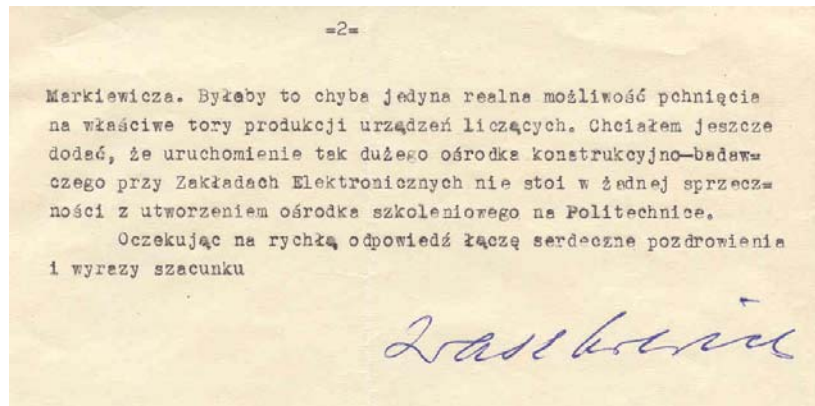 =2=
Markiewicza. Byłaby to chyba jedyna realna możliwość pchnięcia
na właściwe tory produkcji urządzeń liczących. Chciałem jeszcze
dodać, że uruchomienie tak dużego ośrodka konstrukcyjno-badaw=
czego przy Zakładach Elektronicznych nie stoi w żadnej sprzecz=
ności z utworzeniem ośrodka szkoleniowego na Politechnice.
Oczekując na rychłą odpowiedź łączę serdeczne pozdrowienia
i wyrazy szacunku